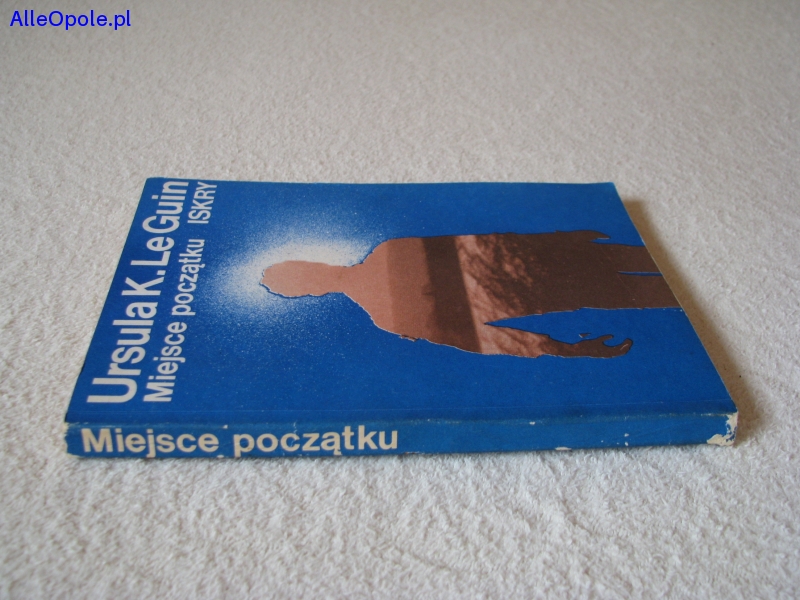 AlleOpole.pl
Ursula K. Le Guin
Miejsce początku ISKRY
Miejsce początku